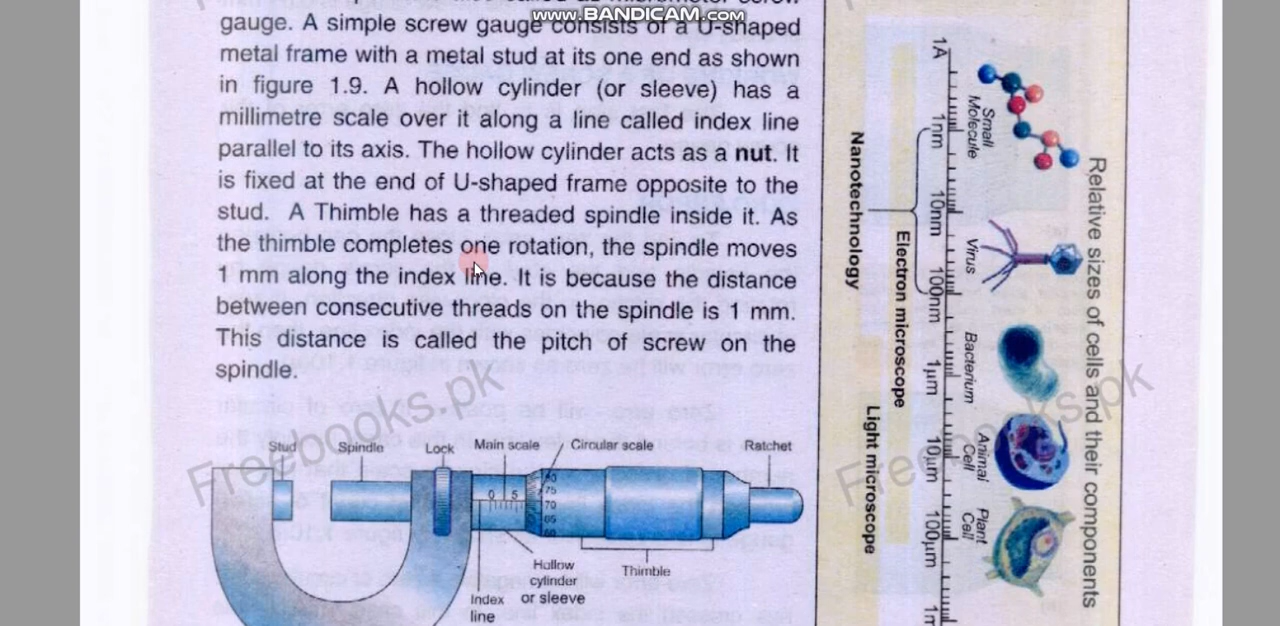 www.BANDICAM.com
gauge. A simple screw gauge consists of a U-shaped
metal frame with a metal stud at its one end as shown
in figure 1.9. A hollow cylinder (or sleeve) has a
millimetre scale over it along a line called index line
parallel to its axis. The hollow cylinder acts as a nut. It
is fixed at the end of U-shaped frame opposite to the
stud. A Thimble has a threaded spindle inside it. As
the thimble completes one rotation, the spindle moves
1 mm along the index line. It is because the distance
between consecutive threads on the spindle is 1 mm.
This distance is called the pitch of screw on the
spindle.
Stud Spindle Lock Main scale Circular scale Ratchet
0 5
80
75
70
65
60
Hollow
cylinder
or sleeve
Thimble
Index
line
Relative sizes of cells and their components
Small
Molecule
Virus
Bacterium
Animal
Cell
Plant
Cell
1Å 1nm 10nm 100nm 1μm 10μm 100μm
Electron microscope
Nanotechnology
Light microscope
Freebooks.pk
Freebooks.pk